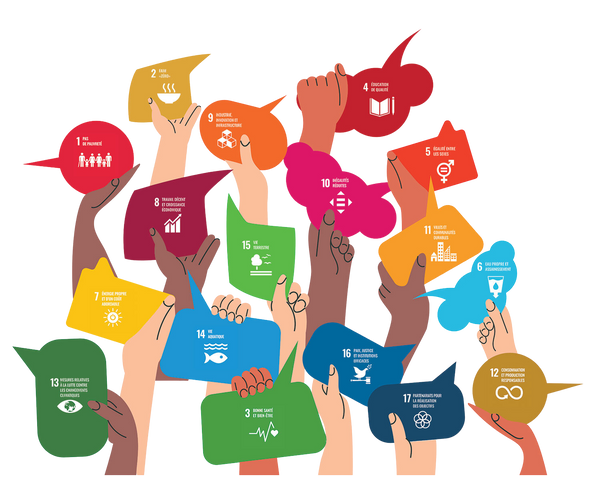 2 FAIM
«ZÉRO»
4 ÉDUCATION
DE QUALITÉ
9 INDUSTRIE,
INNOVATION ET
INFRASTRUCTURE
1 PAS
DE PAUVRETÉ
5 ÉGALITÉ ENTRE
LES SEXES
10 INÉGALITÉS
RÉDUITES
8 TRAVAIL DÉCENT
ET CROISSANCE
ÉCONOMIQUE
11 VILLES ET
COMMUNAUTÉS
DURABLES
15 VIE
TERRESTRE
6 EAU PROPRE ET
ASSAINISSEMENT
7 ÉNERGIE PROPRE
ET D'UN COÛT
ABORDABLE
14 VIE
AQUATIQUE
16 PAIX, JUSTICE
ET INSTITUTIONS
EFFICACES
12 CONSOMMATION
ET PRODUCTION
RESPONSABLES
13 MESURES RELATIVES
À LA LUTTE CONTRE
LES CHANGEMENTS
CLIMATIQUES
17 PARTENARIATS POUR
LA RÉALISATION
DES OBJECTIFS
3 BONNE SANTÉ
ET BIEN-ÊTRE